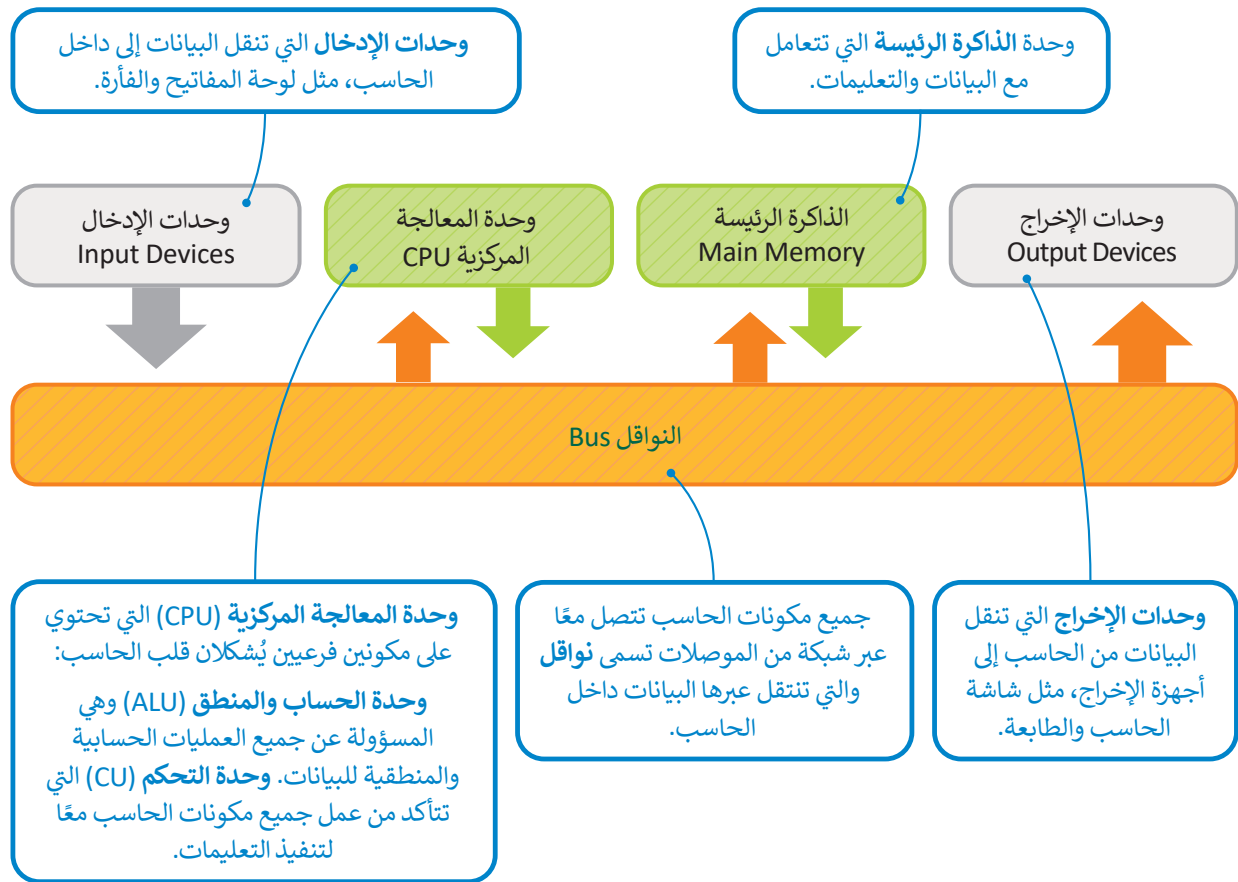 وحدة الذاكرة الرئيسة التي تتعامل
مع البيانات والتعليمات.
وحدات الإدخال التي تنقل البيانات إلى داخل
الحاسب، مثل لوحة المفاتيح والفأرة.
وحدات الإخراج
Output Devices
الذاكرة الرئيسة
Main Memory
وحدة المعالجة
المركزية CPU
وحدات الإدخال
Input Devices
النواقل Bus
وحدات الإخراج التي تنقل
البيانات من الحاسب إلى
أجهزة الإخراج، مثل شاشة
الحاسب والطابعة.
جميع مكونات الحاسب تتصل معًا
عبر شبكة من الموصلات تسمى نواقل
والتي تنتقل عبرها البيانات داخل
الحاسب.
وحدة المعالجة المركزية (CPU) التي تحتوي
على مكونين فرعيين يُشكلان قلب الحاسب:
وحدة الحساب والمنطق (ALU) وهي
المسؤولة عن جميع العمليات الحسابية
والمنطقية للبيانات. وحدة التحكم (CU) التي
تتأكد من عمل جميع مكونات الحاسب معًا
لتنفيذ التعليمات.